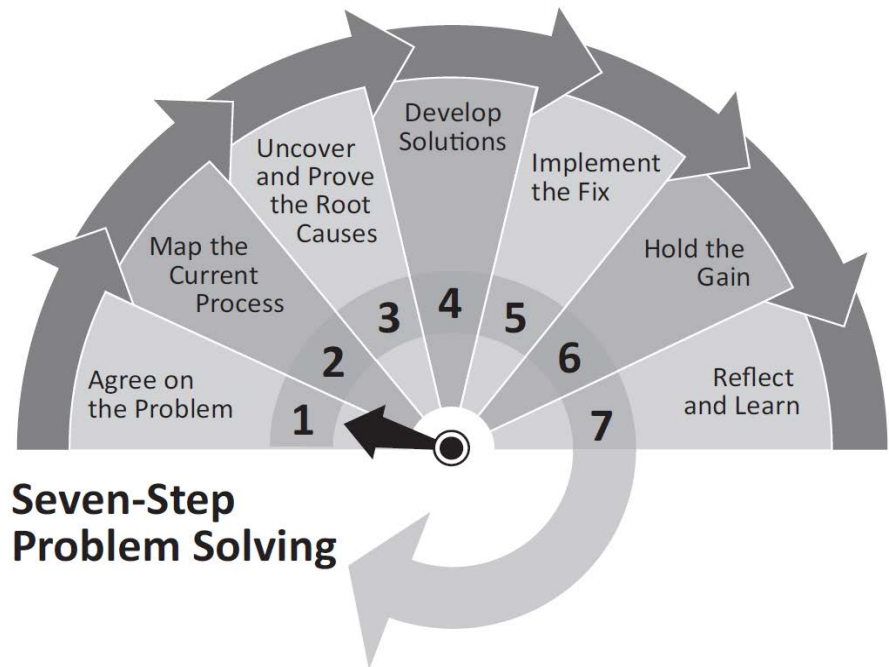 Agree on
the Problem
1
Map the
Current
Process
2
Uncover
and Prove
the Root
Causes
3
Develop
Solutions
4
Implement
the Fix
5
Hold the
Gain
6
Reflect
and Learn
7
Seven-Step
Problem Solving